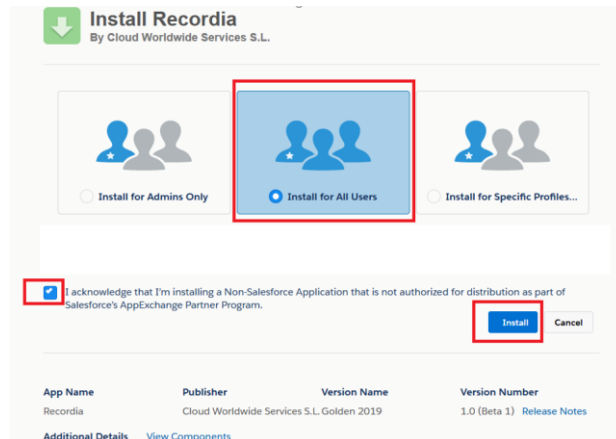 Install Recordia
By Cloud Worldwide Services S.L.
Install for Admins Only
Install for All Users
Install for Specific Profiles...
I acknowledge that I'm installing a Non-Salesforce Application that is not authorized for distribution as part of
Salesforce's AppExchange Partner Program.
Install Cancel
App Name Publisher Version Name Version Number
Recordia Cloud Worldwide Services S.L. Golden 2019 1.0 (Beta 1) Release Notes
Additional Details View Components